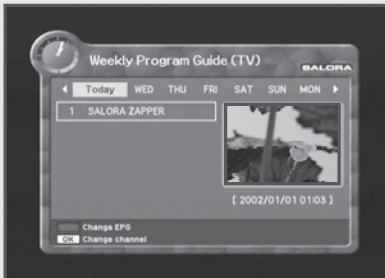 Weekly Program Guide (TV)
SALORA
Today WED THU FRI SAT SUN MON
1 SALORA ZAPPER
[ 2002/01/01 01:03 ]
Change EPG
OK Change channel